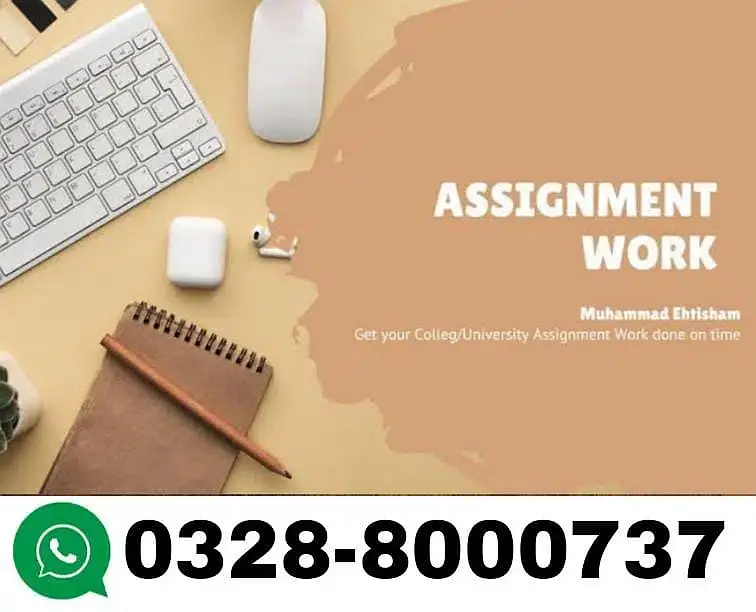 ASSIGNMENT
WORK
Muhammad Ehtisham
Get your Colleg/University Assignment Work done on time
0328-8000737